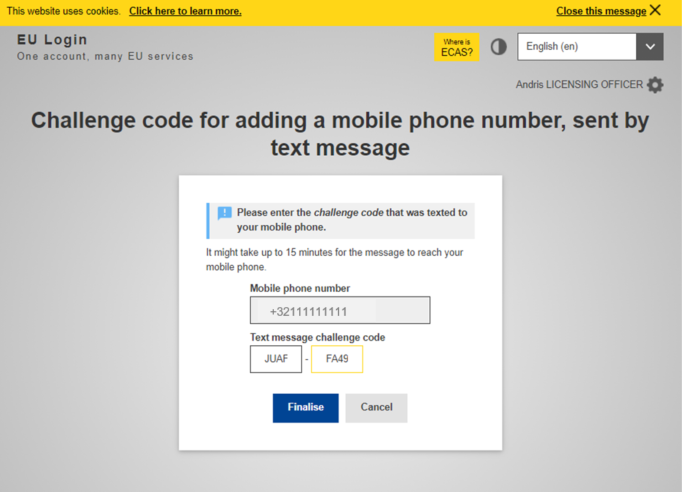 This website uses cookies. Click here to learn more. Close this message
EU Login
One account, many EU services
Where is
ECAS?
English (en)
Andris LICENSING OFFICER
Challenge code for adding a mobile phone number, sent by
text message
Please enter the challenge code that was texted to
your mobile phone.
It might take up to 15 minutes for the message to reach your
mobile phone.
Mobile phone number
+32111111111
Text message challenge code
JUAF - FA49
Finalise Cancel